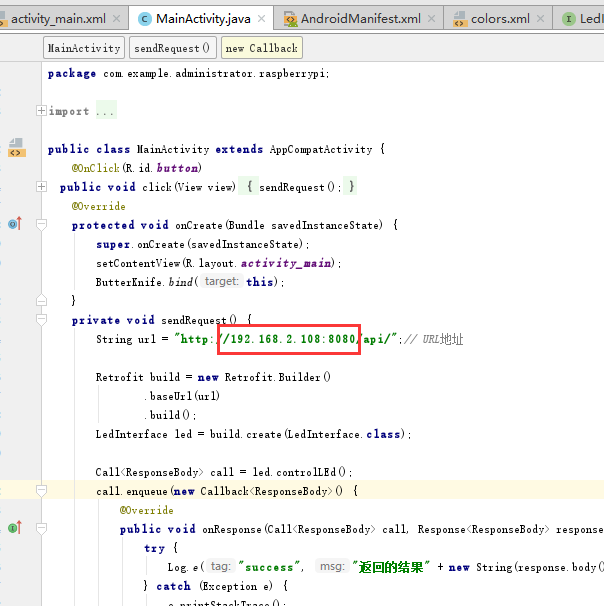 activity_main.xml × MainActivity.java × AndroidManifest.xml × colors.xml × LedI
MainActivity sendRequest() new Callback
package com.example.administrator.raspberrypi;
import ...
public class MainActivity extends AppCompatActivity {
@OnClick(R.id.button)
public void click(View view) { sendRequest(); }
@Override
protected void onCreate(Bundle savedInstanceState) {
super.onCreate(savedInstanceState);
setContentView(R.layout.activity_main);
ButterKnife.bind( target: this);
}
private void sendRequest() {
String url = "http://192.168.2.108:8080/api/";// URL地址
Retrofit build = new Retrofit.Builder()
.baseUrl(url)
.build();
LedInterface led = build.create(LedInterface.class);
Call<ResponseBody> call = led.controlLEd();
call.enqueue(new Callback<ResponseBody>() {
@Override
public void onResponse(Call<ResponseBody> call, Response<ResponseBody> response
try {
Log.e( tag: "success", msg: "返回的结果" + new String(response.body()
} catch (Exception e) {
e.printStackTrace();